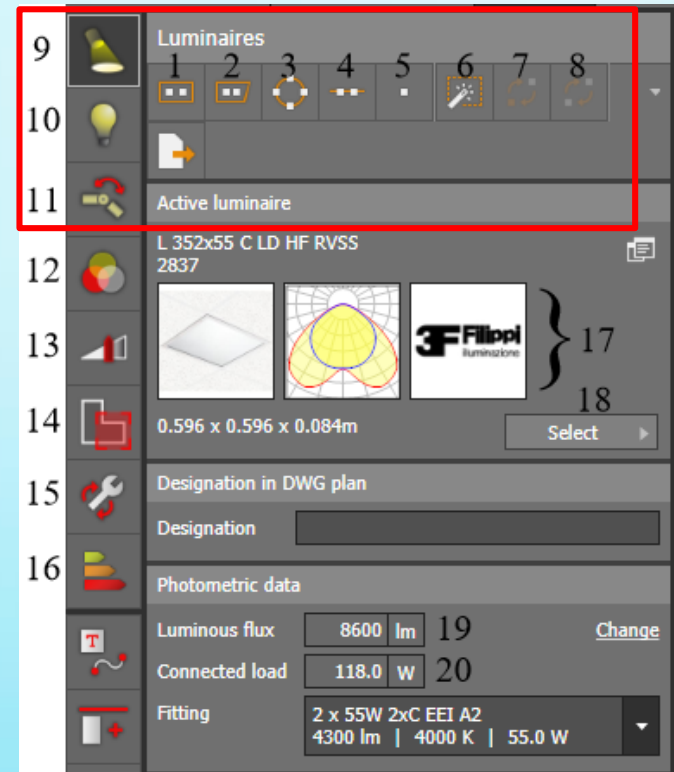 9 Luminaires
1 2 3 4 5 6 7 8
10
11 Active luminaire
L 352x55 C LD HF RVSS
2837
12
13 3F Filippi 17
illuminazione
18
14 0.596 x 0.596 x 0.084m Select
15 Designation in DWG plan
Designation
16 Photometric data
T Luminous flux 8600 lm 19 Change
Connected load 118.0 W 20
Fitting 2 x 55W 2xC EEI A2
4300 lm | 4000 K | 55.0 W